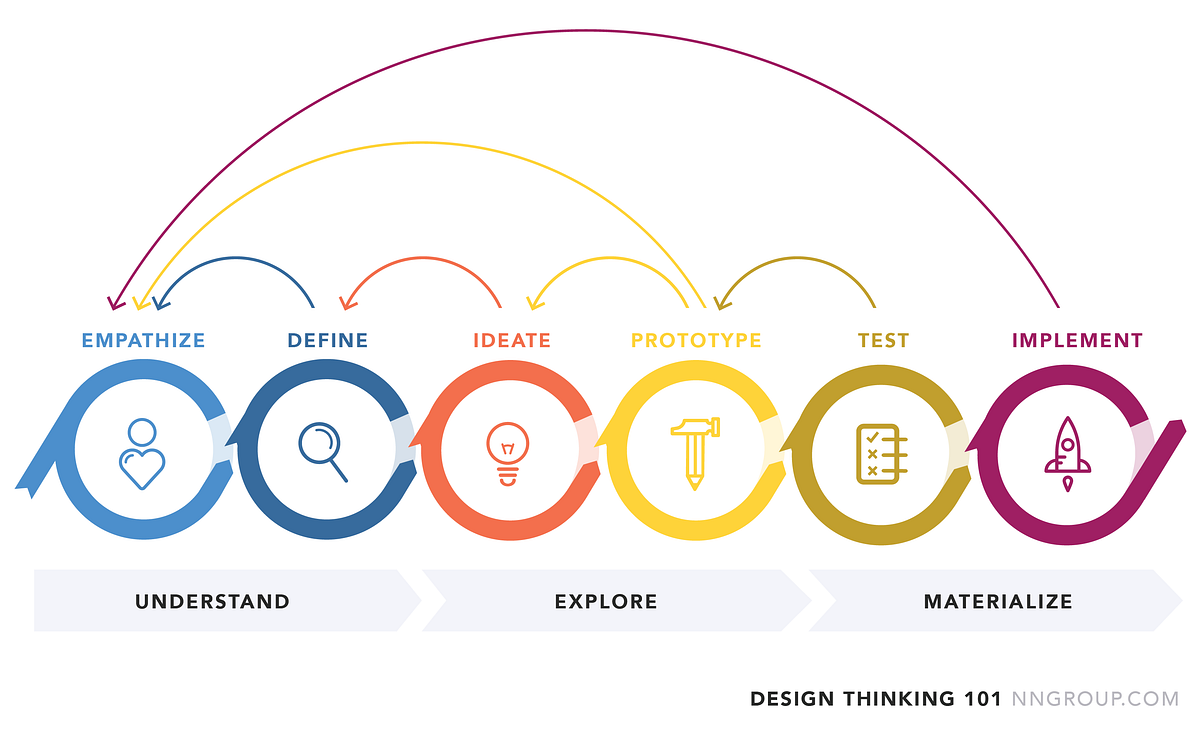 EMPATHIZE
DEFINE
IDEATE
PROTOTYPE
TEST
IMPLEMENT
UNDERSTAND
EXPLORE
MATERIALIZE
DESIGN THINKING 101 NNGROUP.COM